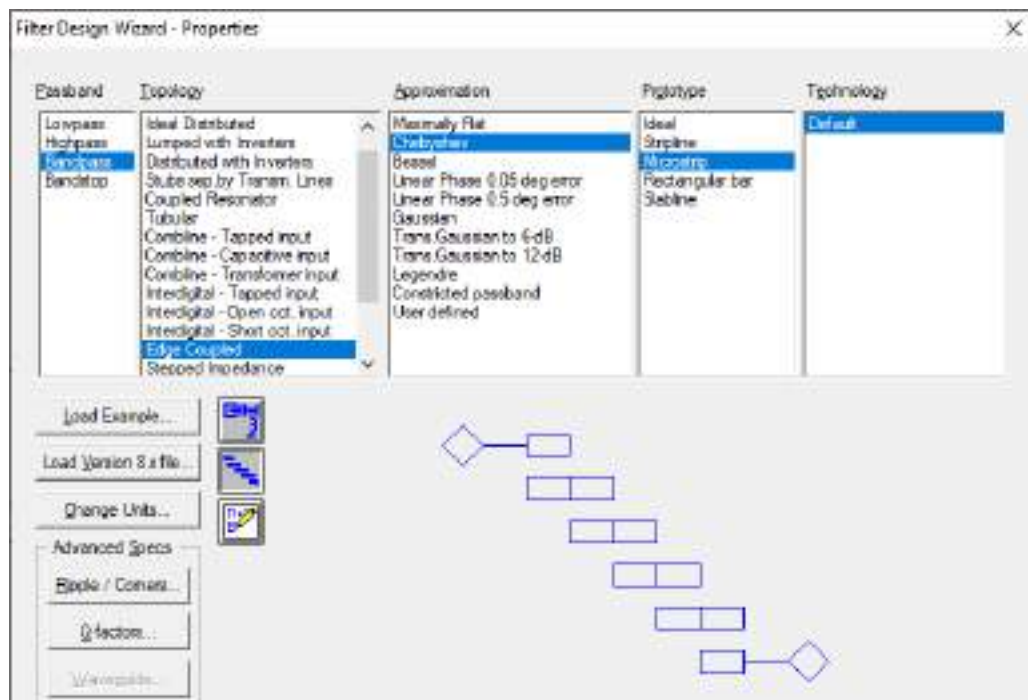 Filter Design Wizard - Properties
Passband
Topology
Approximation
Prototype
Technology
Lowpass
Highpass
Bandpass
Bandstop
Ideal Distributed
Lumped with Inverters
Distributed with Inverters
Stubs sep.by Transm. Lines
Coupled Resonator
Tubular
Combline - Tapped input
Combline - Capacitive input
Combline - Transformer input
Interdigital - Tapped input
Interdigital - Open cct. input
Interdigital - Short cct. input
Edge Coupled
Stepped Impedance
Maximally Flat
Chebyshev
Bessel
Linear Phase 0.05 deg error
Linear Phase 0.5 deg error
Gaussian
Trans.Gaussian to 6-dB
Trans.Gaussian to 12-dB
Legendre
Constricted passband
User defined
Ideal
Stripline
Microstrip
Rectangular bar
Slabline
Default
Load Example...
Load Version 8.x file...
Change Units...
Advanced Specs
Ripple / Corners...
Q-factors...
Waveguide...